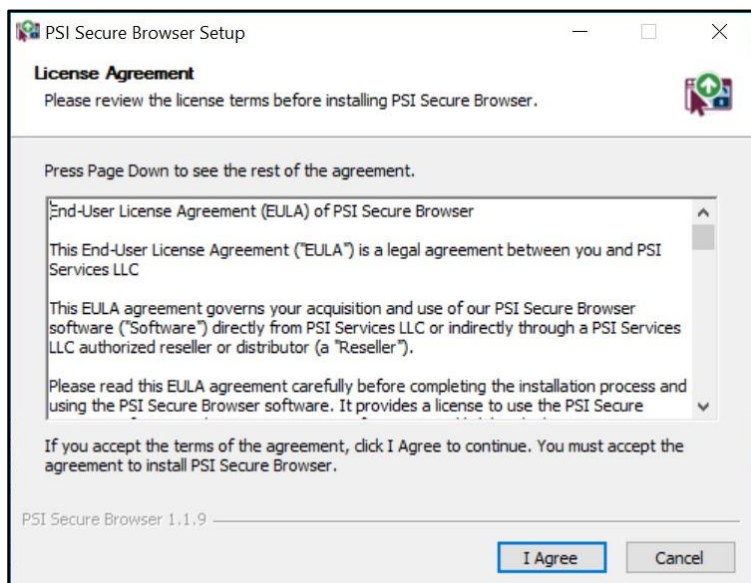 PSI Secure Browser Setup
License Agreement
Please review the license terms before installing PSI Secure Browser.
Press Page Down to see the rest of the agreement.
End-User License Agreement (EULA) of PSI Secure Browser
This End-User License Agreement ("EULA") is a legal agreement between you and PSI
Services LLC
This EULA agreement governs your acquisition and use of our PSI Secure Browser
software ("Software") directly from PSI Services LLC or indirectly through a PSI Services
LLC authorized reseller or distributor (a "Reseller").
Please read this EULA agreement carefully before completing the installation process and
using the PSI Secure Browser software. It provides a license to use the PSI Secure
If you accept the terms of the agreement, click I Agree to continue. You must accept the
agreement to install PSI Secure Browser.
PSI Secure Browser 1.1.9
I Agree
Cancel